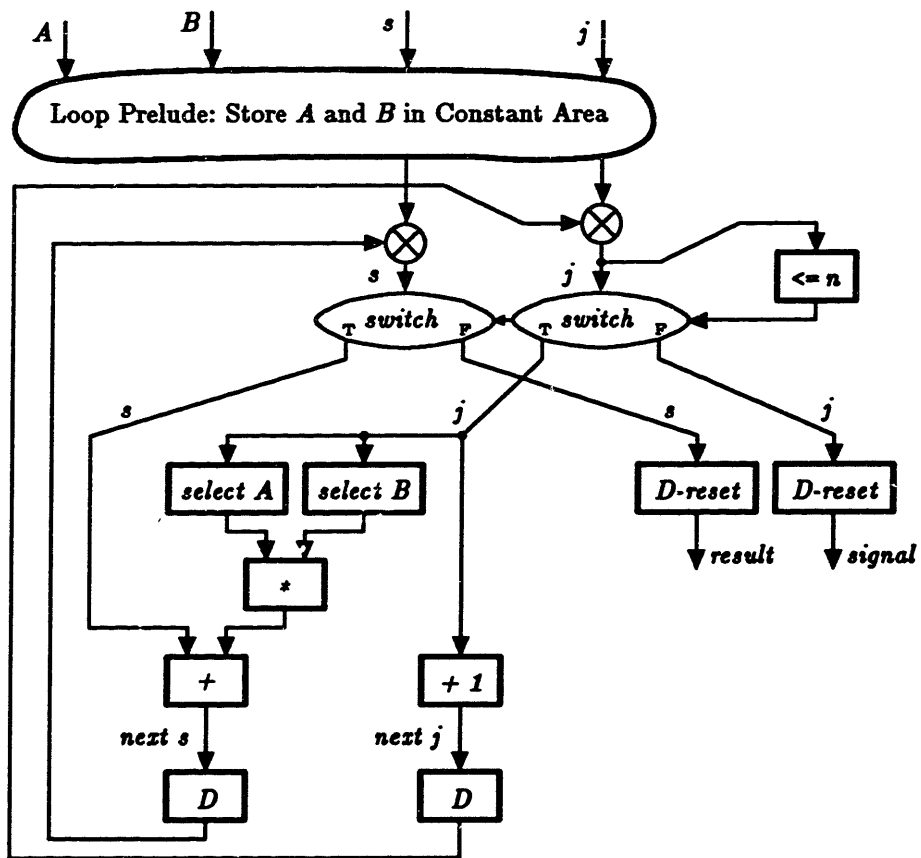 A B s j
Loop Prelude: Store A and B in Constant Area
s j
<= n
switch switch
T F T F
s j s j
select A select B D-reset D-reset
result signal
*
+ + 1
next s next j
D D